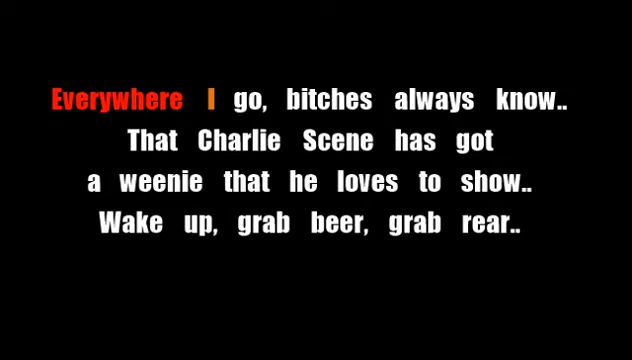 Everywhere I go, bitches always know..
That Charlie Scene has got
a weenie that he loves to show..
Wake up, grab beer, grab rear..